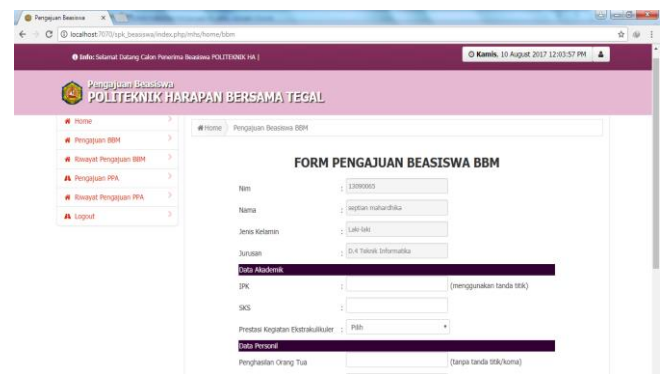 Pengajuan Beasiswa
localhost:7070/spk_beasiswa/index.php/mhs/home/bbm
Info: Selamat Datang Calon Penerima Beasiswa POLITEKNIK HA |
Kamis, 10 August 2017 12:03:57 PM
Pengajuan Beasiswa
POLITEKNIK HARAPAN BERSAMA TEGAL
Home
Pengajuan BBM
Riwayat Pengajuan BBM
Pengajuan PPA
Riwayat Pengajuan PPA
Logout
Home Pengajuan Beasiswa BBM
FORM PENGAJUAN BEASISWA BBM
Nim : 13090065
Nama : septian mahardhika
Jenis Kelamin : Laki-laki
Jurusan : D.4 Teknik Informatika
Data Akademik
IPK : (menggunakan tanda titik)
SKS :
Prestasi Kegiatan Ekstrakulikuler : Pilih
Data Personil
Penghasilan Orang Tua : (tanpa tanda titik/koma)